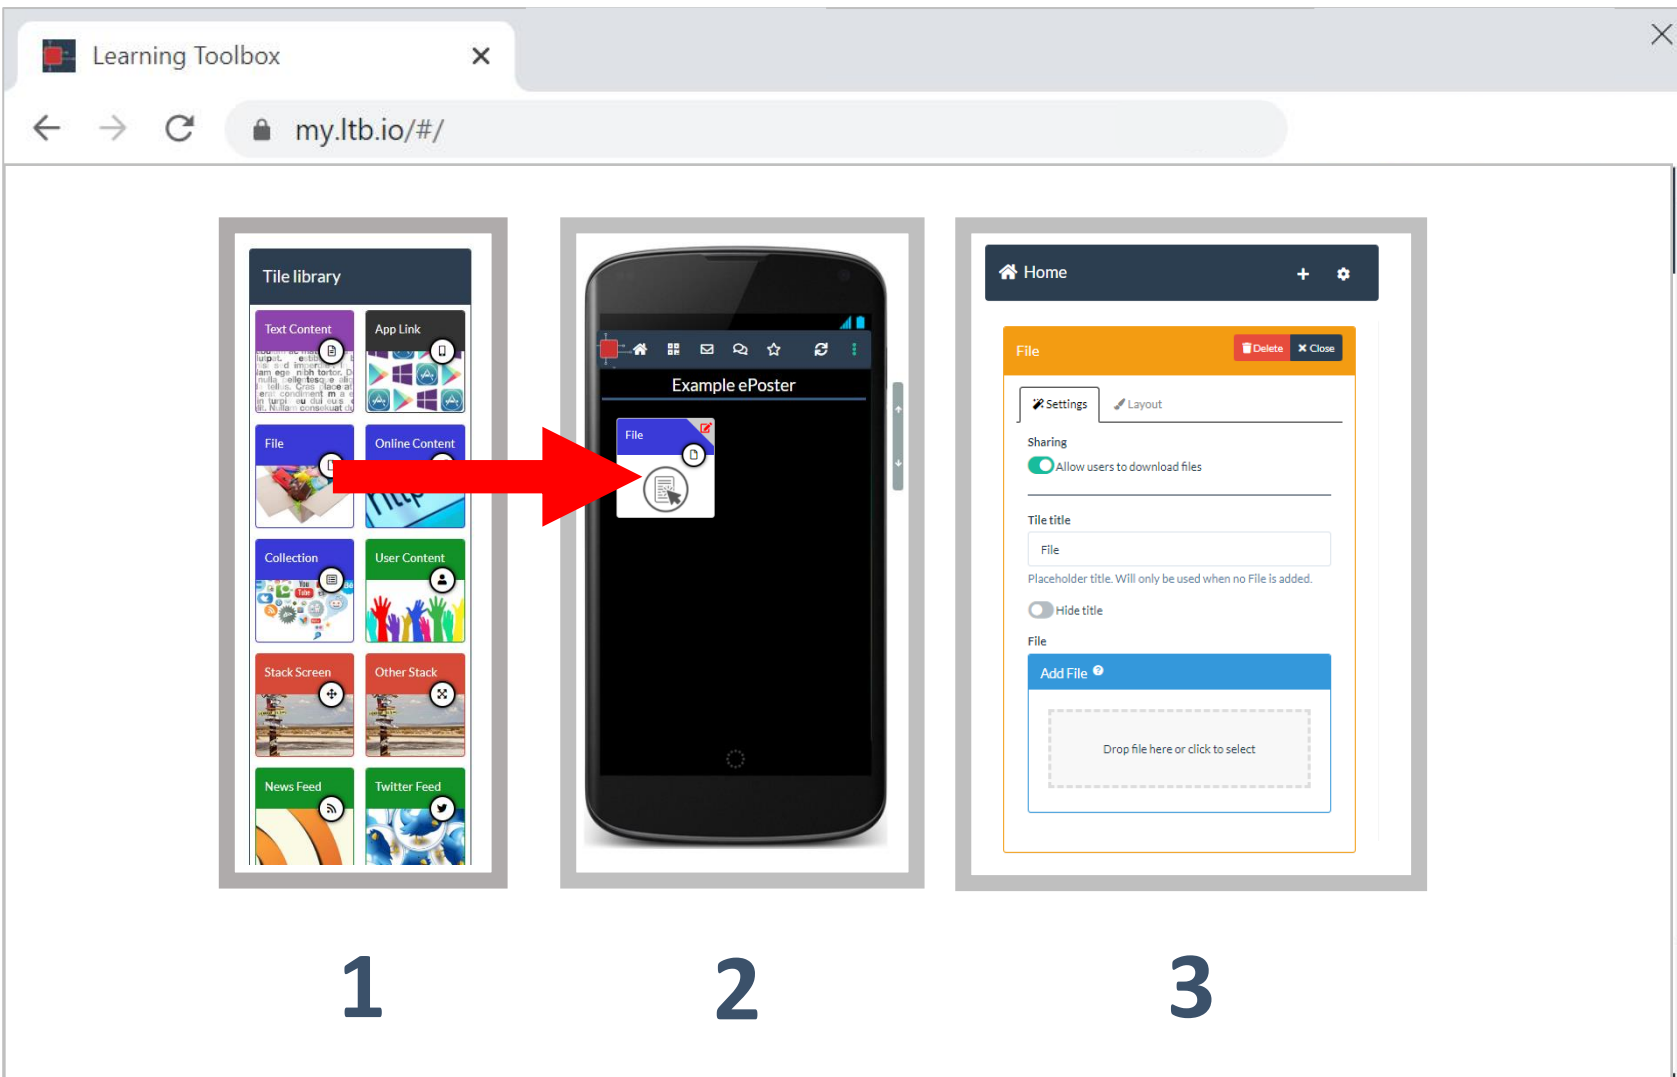 Learning Toolbox
my.ltb.io/#/
Tile library
Text Content
App Link
File
Online Content
Collection
User Content
Stack Screen
Other Stack
News Feed
Twitter Feed
Example ePoster
File
Home
File
Delete
Close
Settings
Layout
Sharing
Allow users to download files
Tile title
File
Placeholder title. Will only be used when no File is added.
Hide title
File
Add File
Drop file here or click to select
1
2
3